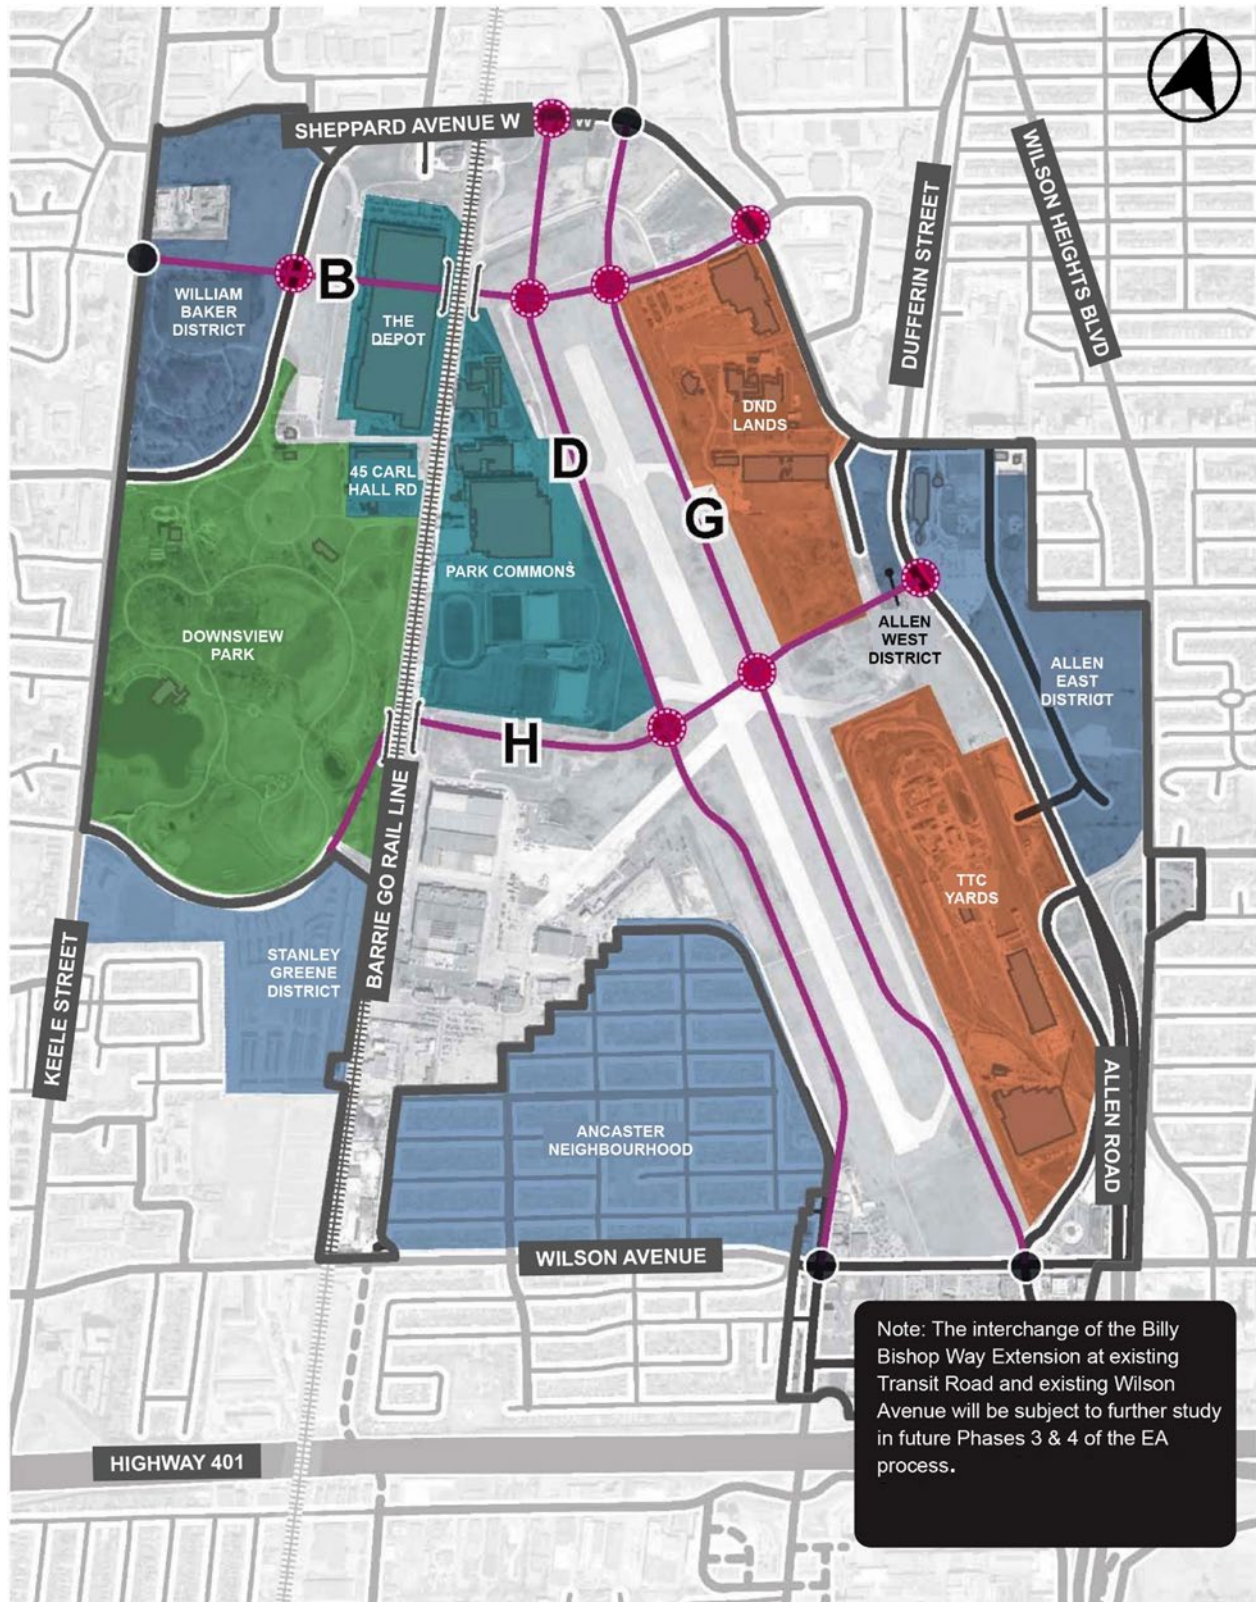 SHEPPARD AVENUE W
W
WILSON HEIGHTS BLVD
DUFFERIN STREET
B
WILLIAM
BAKER
DISTRICT
THE
DEPOT
DND
LANDS
D
45 CARL
HALL RD
G
PARK COMMONS
DOWNSVIEW
PARK
ALLEN
WEST
DISTRICT
ALLEN
EAST
DISTRICT
H
BARRIE GO RAIL LINE
TTC
YARDS
KEELE STREET
STANLEY
GREENE
DISTRICT
ALLEN ROAD
ANCASTER
NEIGHBOURHOOD
WILSON AVENUE
Note: The interchange of the Billy
Bishop Way Extension at existing
Transit Road and existing Wilson
Avenue will be subject to further study
in future Phases 3 & 4 of the EA
process.
HIGHWAY 401